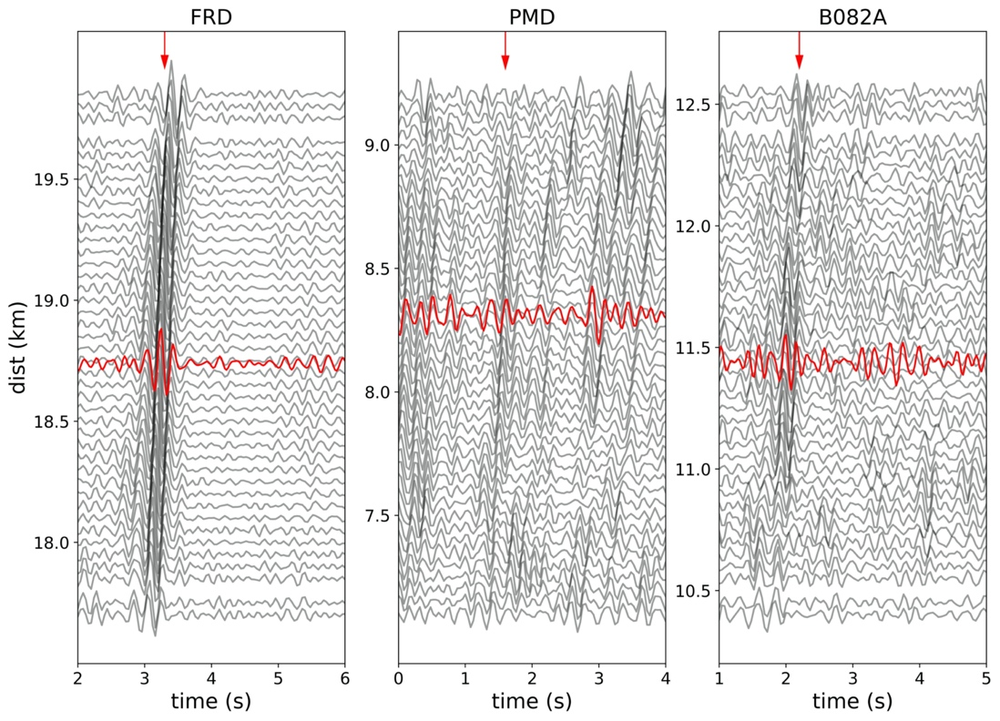 FRD
PMD
B082A
dist (km)
19.5
19.0
18.5
18.0
9.0
8.5
8.0
7.5
12.5
12.0
11.5
11.0
10.5
2 3 4 5 6
0 1 2 3 4
1 2 3 4 5
time (s)
time (s)
time (s)